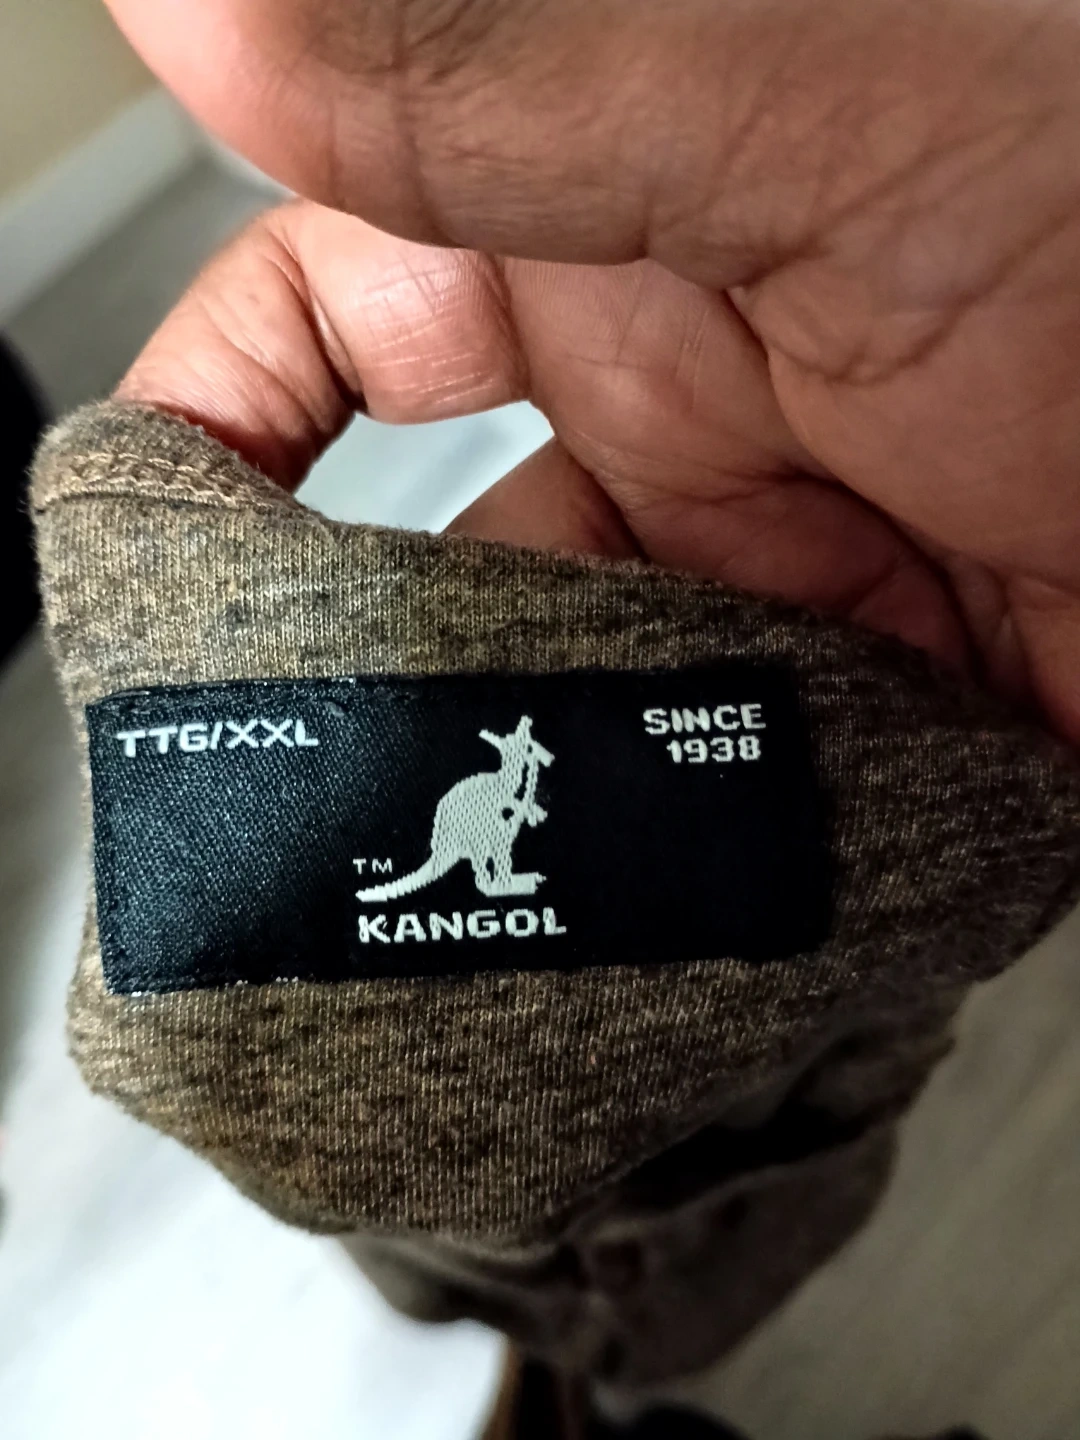 TTG/XXL
SINCE
1938
TM
KANGOL